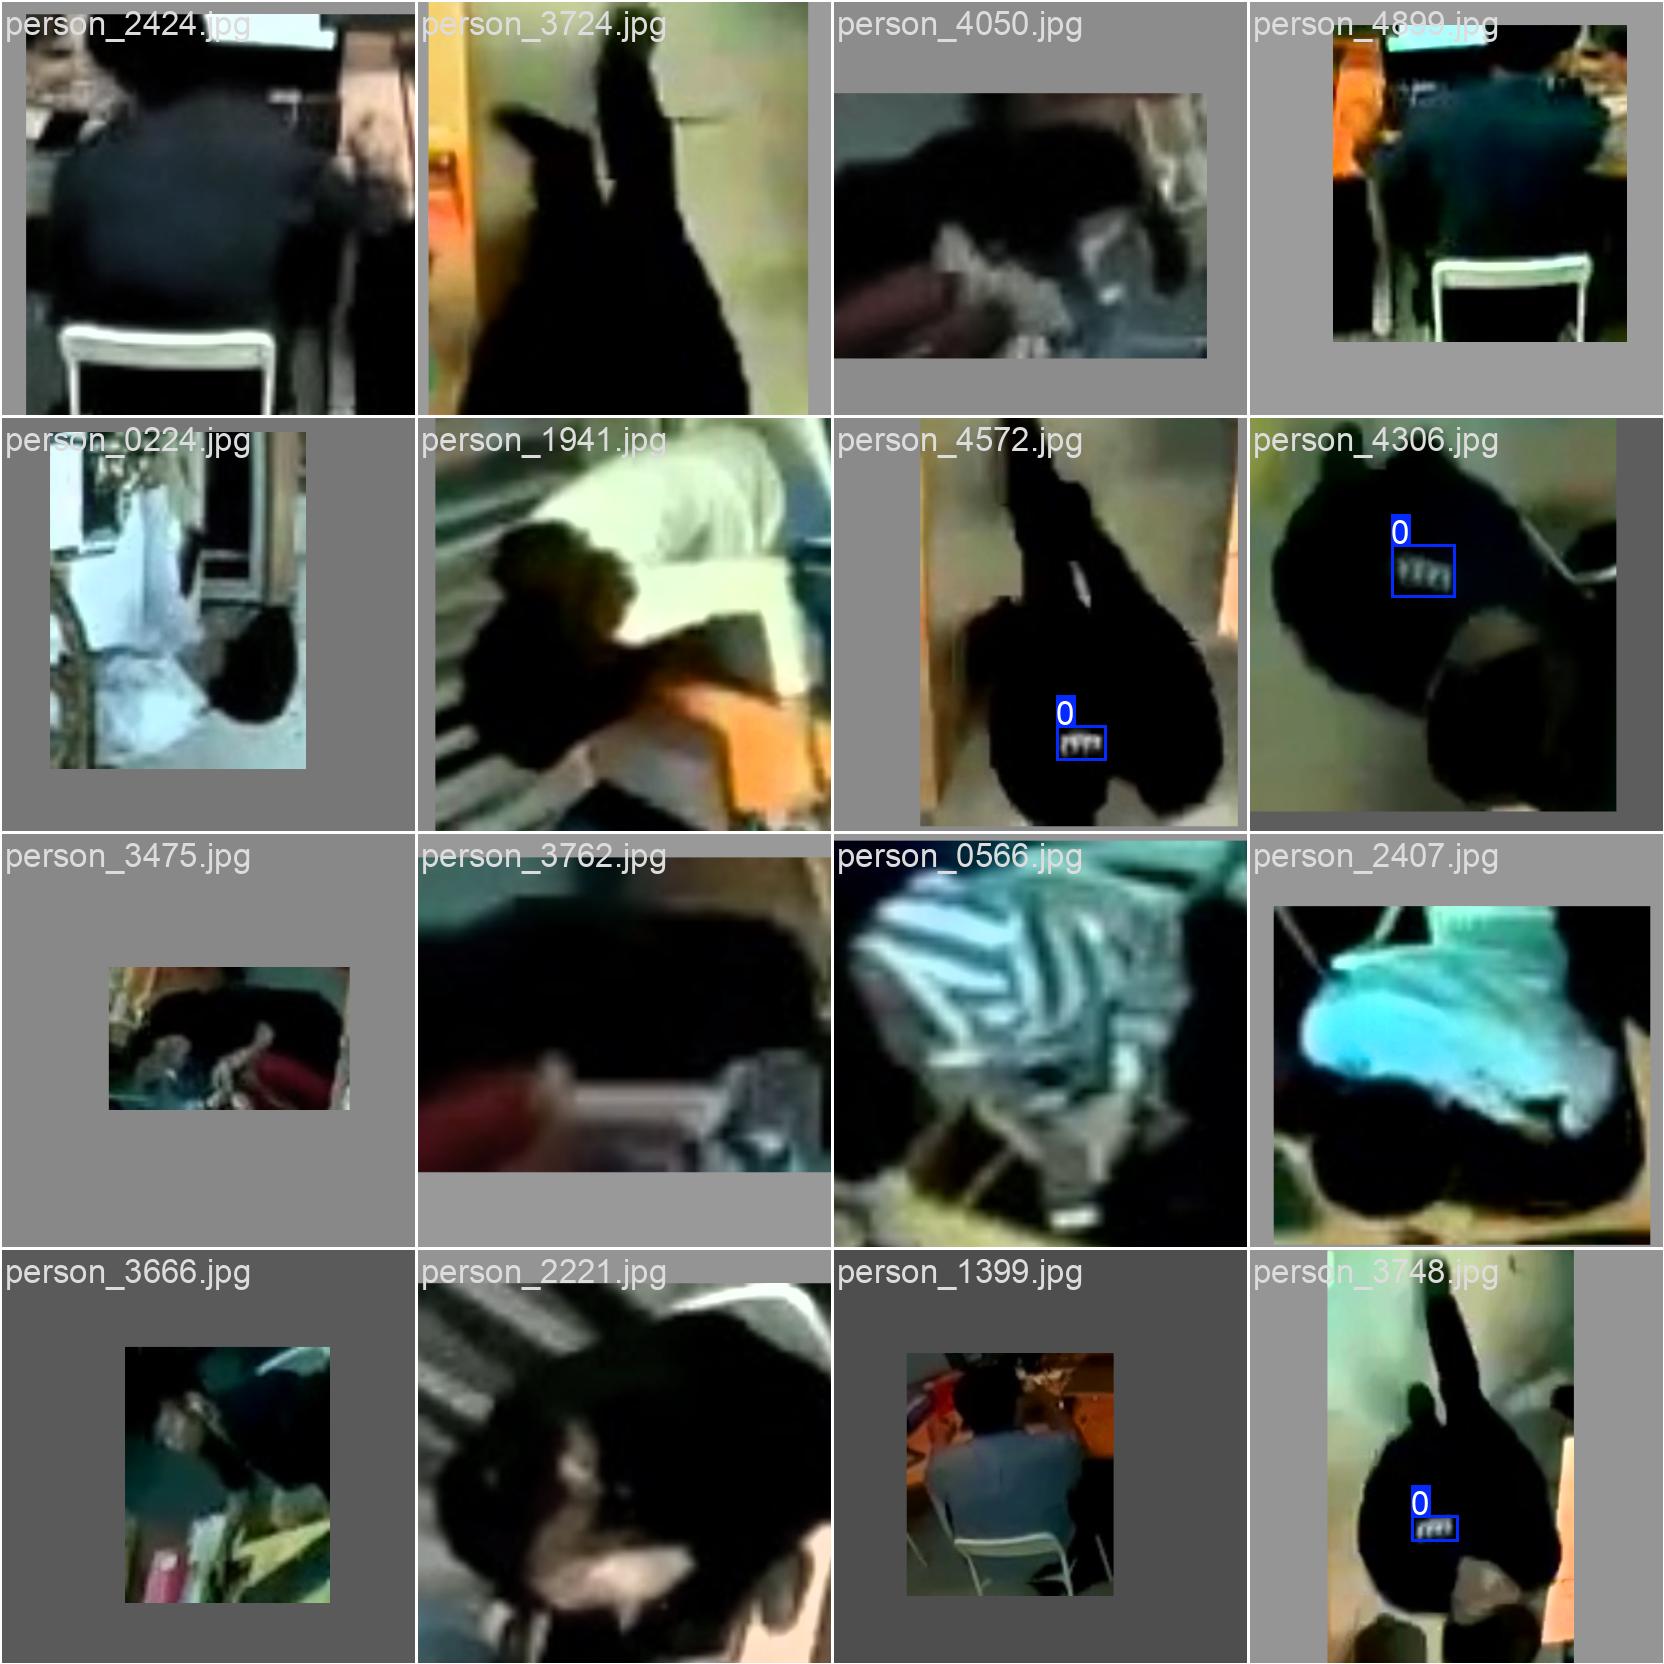 person_2424.jpg
person_3724.jpg
person_4050.jpg
person_4899.jpg
person_0224.jpg
person_1941.jpg
person_4572.jpg
person_4306.jpg
0
0
person_3475.jpg
person_3762.jpg
person_0566.jpg
person_2407.jpg
person_3666.jpg
person_2221.jpg
person_1399.jpg
person_3748.jpg
0